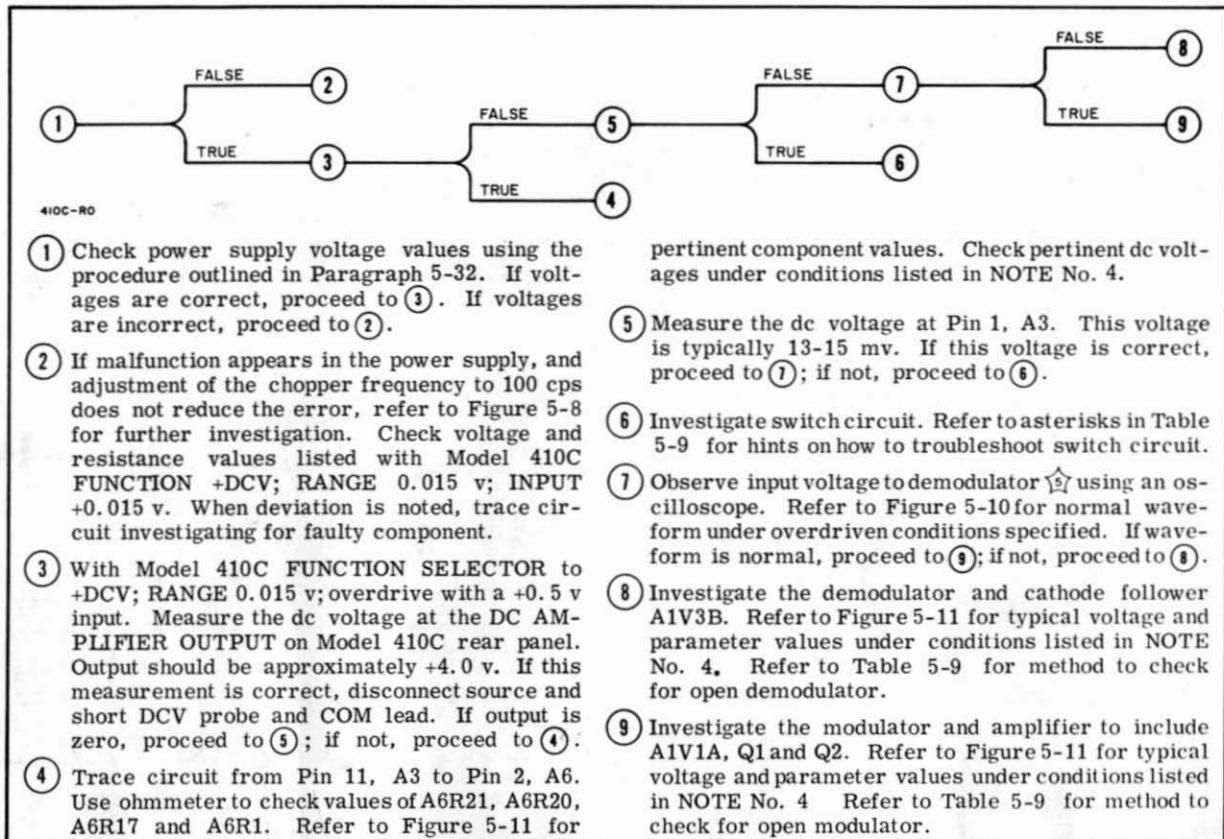 FALSE
8
FALSE
2
FALSE
7
1
FALSE
5
TRUE
9
TRUE
3
TRUE
6
TRUE
4
410C-RO
1 Check power supply voltage values using the
procedure outlined in Paragraph 5-32. If volt-
ages are correct, proceed to 3. If voltages
are incorrect, proceed to 2.
2 If malfunction appears in the power supply, and
adjustment of the chopper frequency to 100 cps
does not reduce the error, refer to Figure 5-8
for further investigation. Check voltage and
resistance values listed with Model 410C
FUNCTION +DCV; RANGE 0.015 v; INPUT
+0.015 v. When deviation is noted, trace cir-
cuit investigating for faulty component.
3 With Model 410C FUNCTION SELECTOR to
+DCV; RANGE 0.015 v; overdrive with a +0.5 v
input. Measure the dc voltage at the DC AM-
PLIFIER OUTPUT on Model 410C rear panel.
Output should be approximately +4.0 v. If this
measurement is correct, disconnect source and
short DCV probe and COM lead. If output is
zero, proceed to 5; if not, proceed to 4.
4 Trace circuit from Pin 11, A3 to Pin 2, A6.
Use ohmmeter to check values of A6R21, A6R20,
A6R17 and A6R1. Refer to Figure 5-11 for
pertinent component values. Check pertinent dc volt-
ages under conditions listed in NOTE No. 4.
5 Measure the dc voltage at Pin 1, A3. This voltage
is typically 13-15 mv. If this voltage is correct,
proceed to 7; if not, proceed to 6.
6 Investigate switch circuit. Refer to asterisks in Table
5-9 for hints on how to troubleshoot switch circuit.
7 Observe input voltage to demodulator 5 using an os-
cilloscope. Refer to Figure 5-10 for normal wave-
form under overdriven conditions specified. If wave-
form is normal, proceed to 9; if not, proceed to 8.
8 Investigate the demodulator and cathode follower
A1V3B. Refer to Figure 5-11 for typical voltage and
parameter values under conditions listed in NOTE
No. 4. Refer to Table 5-9 for method to check
for open demodulator.
9 Investigate the modulator and amplifier to include
A1V1A, Q1 and Q2. Refer to Figure 5-11 for typical
voltage and parameter values under conditions listed
in NOTE No. 4 Refer to Table 5-9 for method to
check for open modulator.